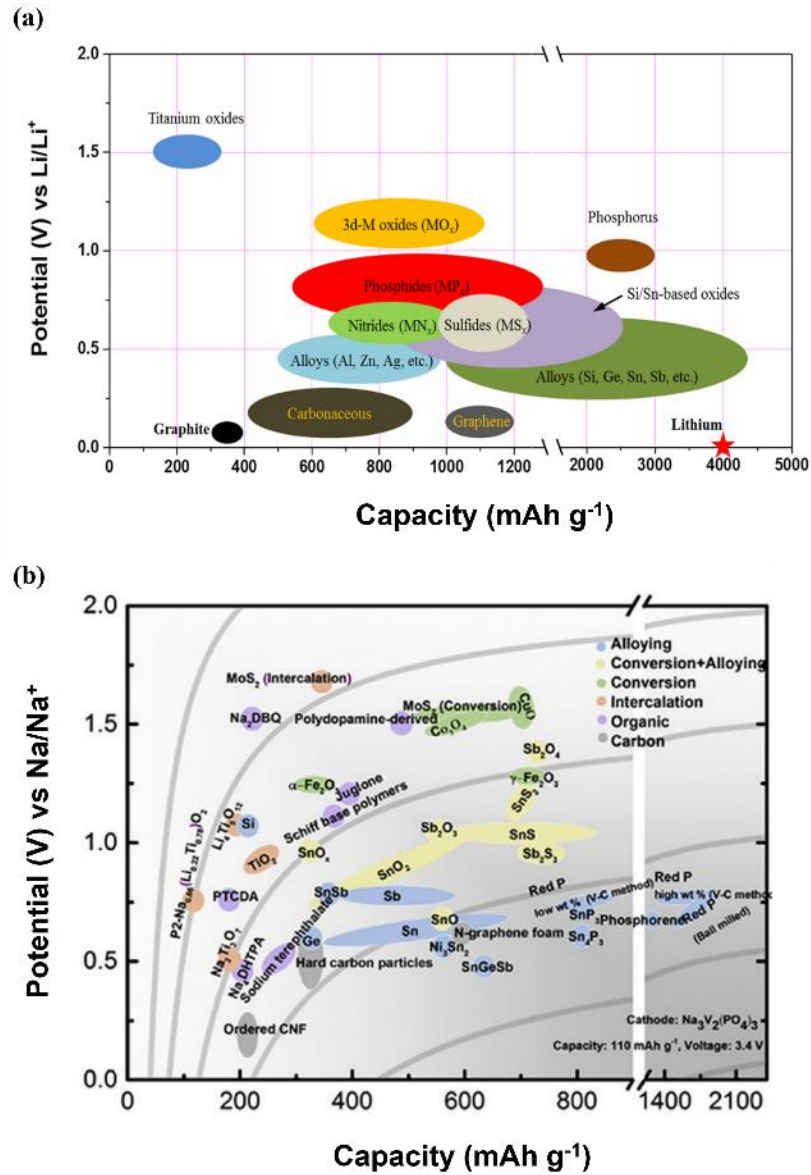 (a)
2.0
Titanium oxides
1.5
3d-M oxides (MOₓ)
Phosphorus
1.0
Phosphides (MPₓ)
Si/Sn-based oxides
Nitrides (MNₓ)
Sulfides (MSₓ)
0.5
Alloys (Al, Zn, Ag, etc.)
Alloys (Si, Ge, Sn, Sb, etc.)
Carbonaceous
Graphene
Graphite
Lithium
0.0
0 200 400 600 800 1000 1200 2000 3000 4000 5000
Potential (V) vs Li/Li⁺
Capacity (mAh g⁻¹)
(b)
2.0
Alloying
Conversion+Alloying
Conversion
Intercalation
Organic
Carbon
MoS₂ (Intercalation)
MoS₂ (Conversion)
CuO
Na₂DBQ
Polydopamine-derived
Co₃O₄
1.5
Sb₂O₄
α-Fe₂O₃
Juglone
γ-Fe₂O₃
SnS₂
Schiff base polymers
P2-Na₀.₆₆(Li₀.₂₂Ti₀.₇₈)O₂
Li₄Ti₅O₁₂
Si
Sb₂O₃
SnS
1.0
TiO₂
SnOₓ
SnO₂
Sb₂S₃
PTCDA
SnSb
Sb
Red P
low wt % (V-C method)
Red P
high wt % (V-C method
SnP₃
Phosphorene
Red P
(Ball milled)
Na₂Ti₃O₇
Na₄DHTPA
Sodium terephthalate
Ge
Sn
SnO
N-graphene foam
Sn₄P₃
0.5
Hard carbon particles
Ni₃Sn₂
SnGeSb
Ordered CNF
Cathode: Na₃V₂(PO₄)₃
Capacity: 110 mAh g⁻¹, Voltage: 3.4 V
0.0
0 200 400 600 800 1400 2100
Potential (V) vs Na/Na⁺
Capacity (mAh g⁻¹)